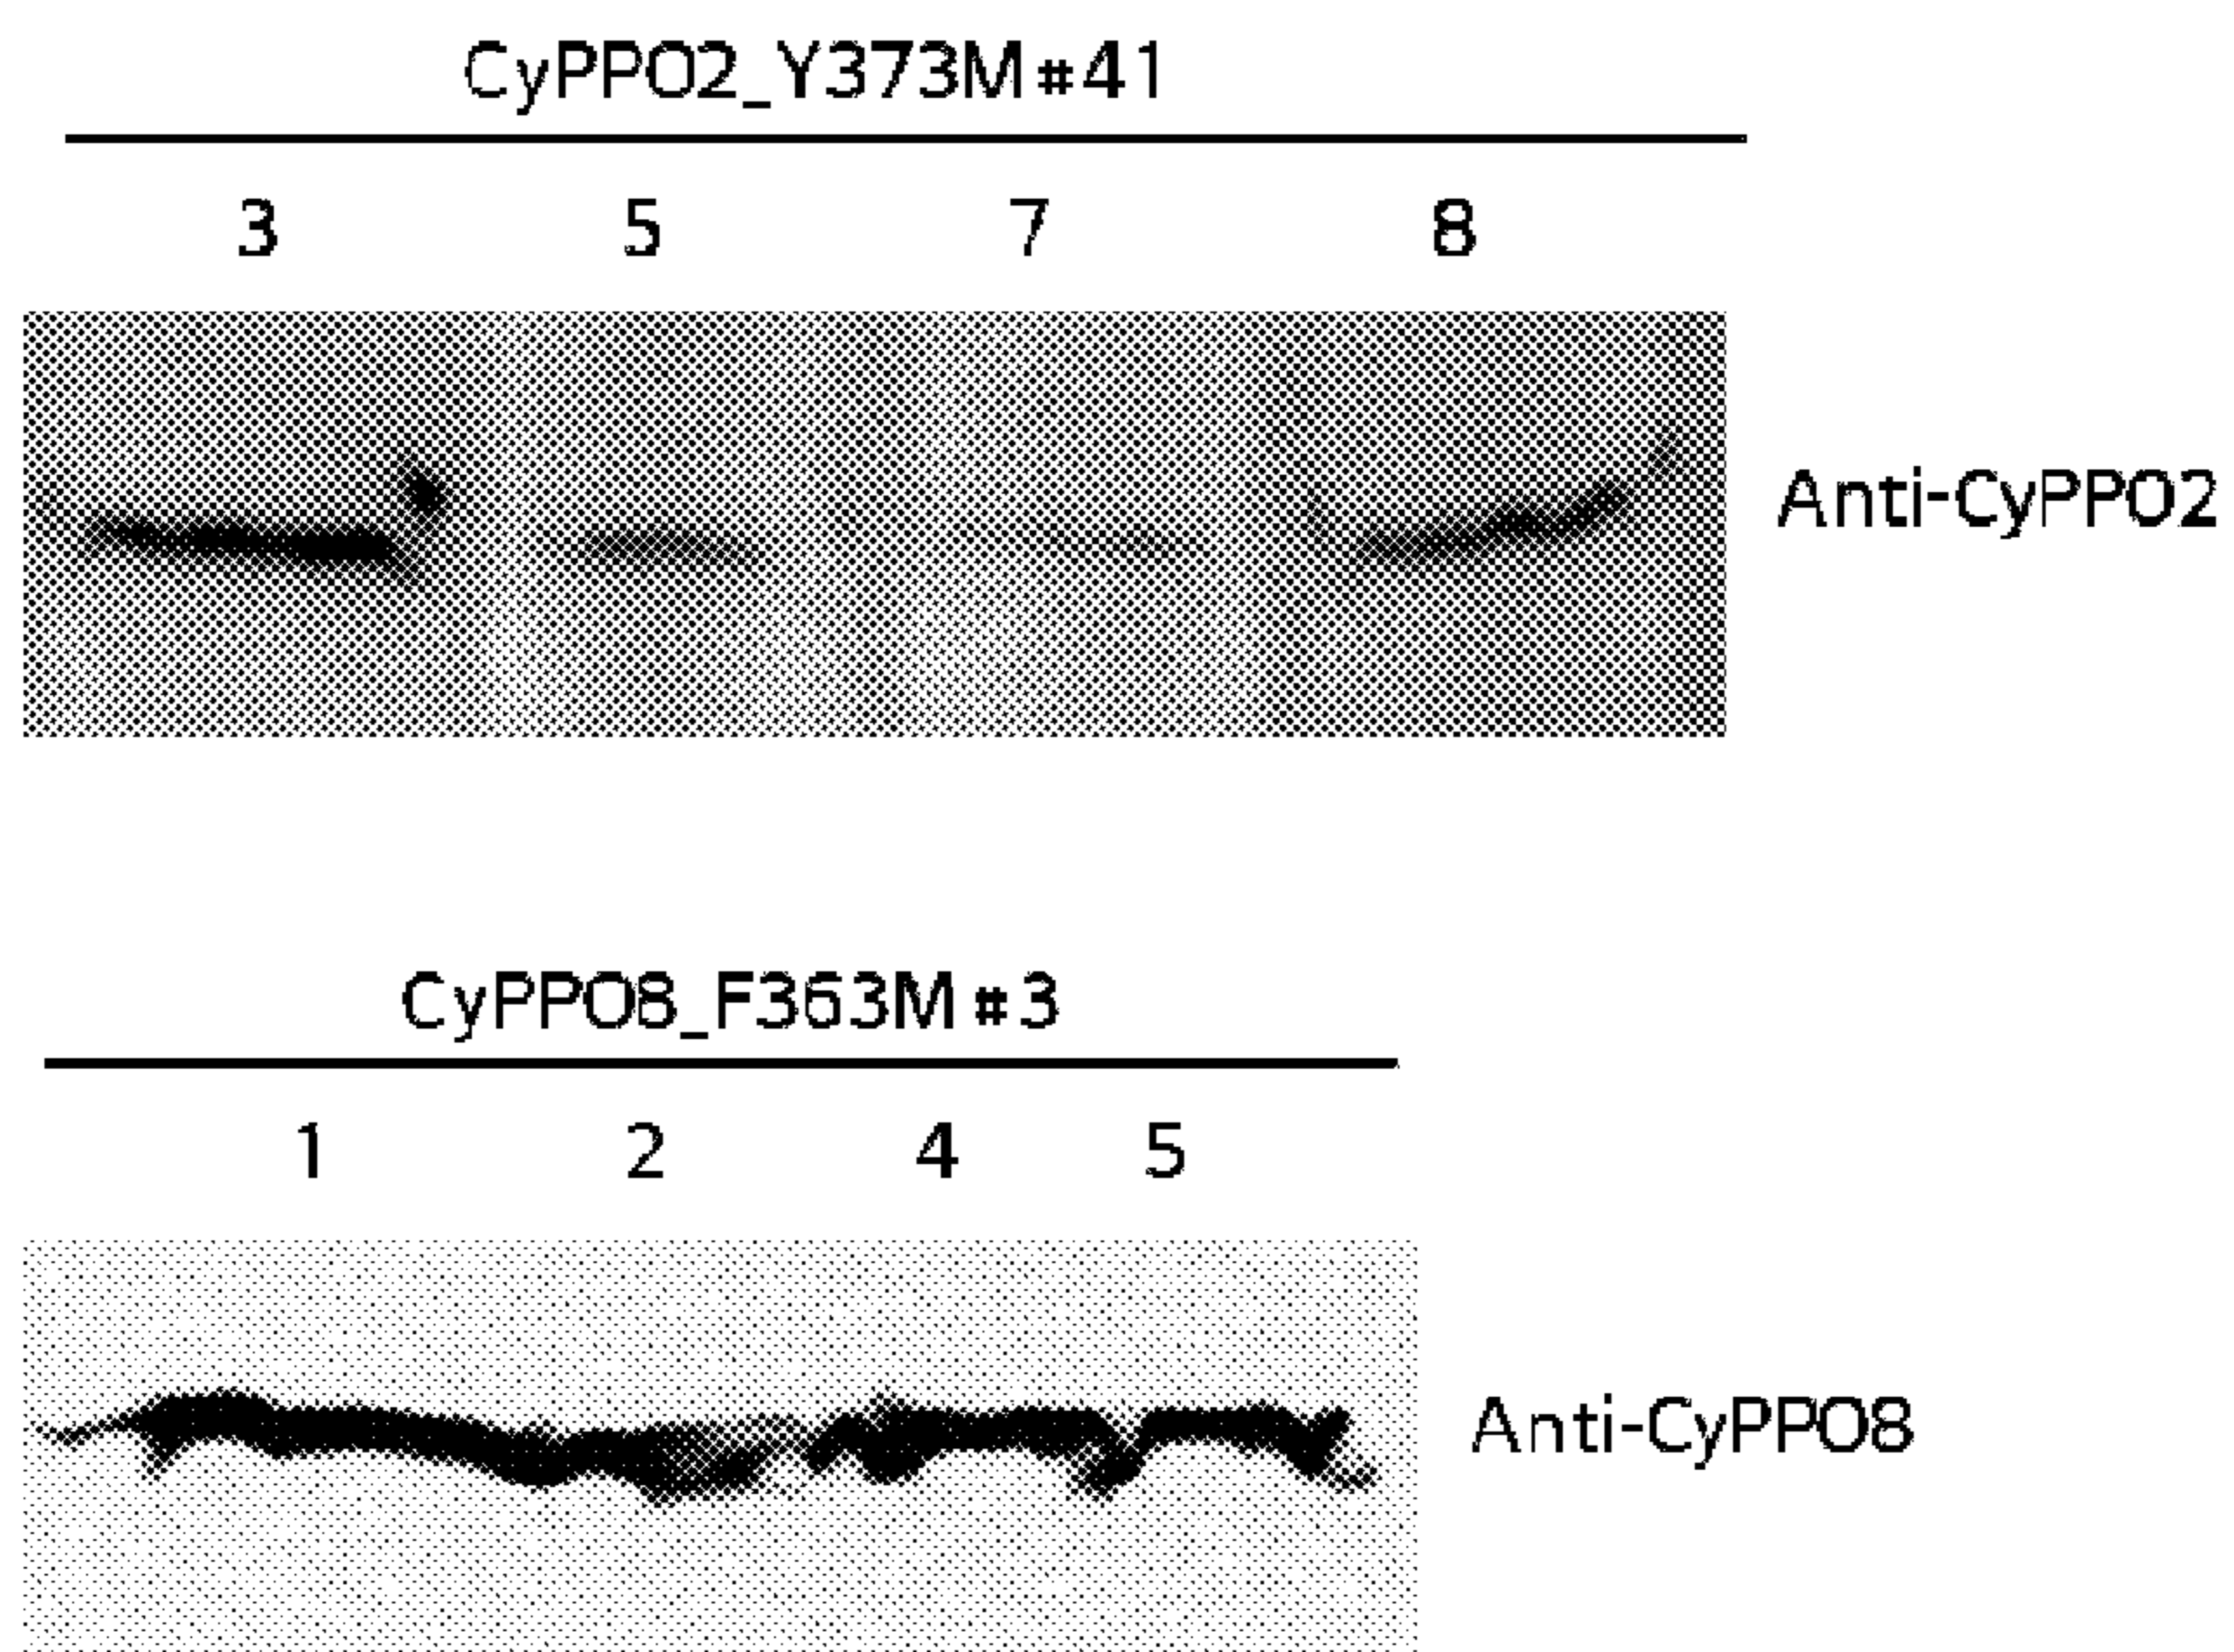 CyPPO2_Y373M#41
3 5 7 8
Anti-CyPPO2
CyPPO8_F363M#3
1 2 4 5
Anti-CyPPO8